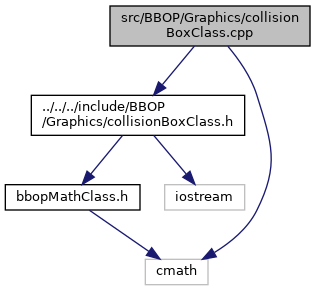 src/BBOP/Graphics/collision
BoxClass.cpp
../../../include/BBOP
/Graphics/collisionBoxClass.h
bbopMathClass.h
iostream
cmath